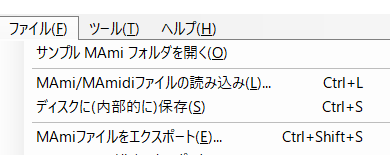 ファイル(F) ツール(T) ヘルプ(H)
サンプル MAmi フォルダを開く(O)
MAmi/MAmidiファイルの読み込み(L)... Ctrl+L
ディスクに(内部的に)保存(S) Ctrl+S
MAmiファイルをエクスポート(E)... Ctrl+Shift+S